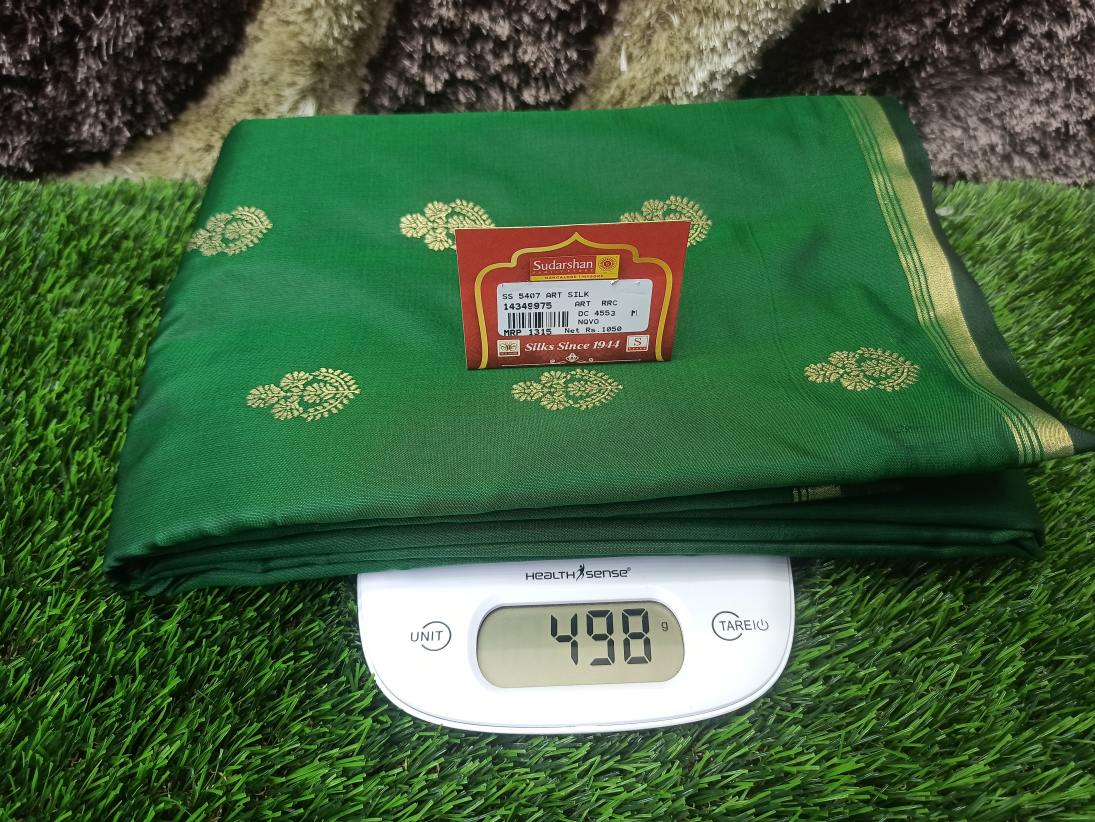 Sudarshan
SS 5407 ART SILK
14349975 ART RRC
DC 4553 M
NQVO
MRP 1315 Net Rs.1050
Silks Since 1944
S
HEALTH SENSE®
UNIT
498 g
TARE